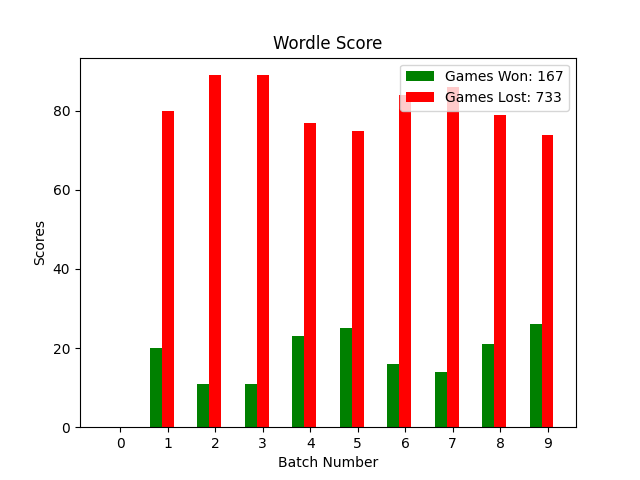 Wordle Score
Games Won: 167
Games Lost: 733
80
60
40
20
0
Scores
0 1 2 3 4 5 6 7 8 9
Batch Number